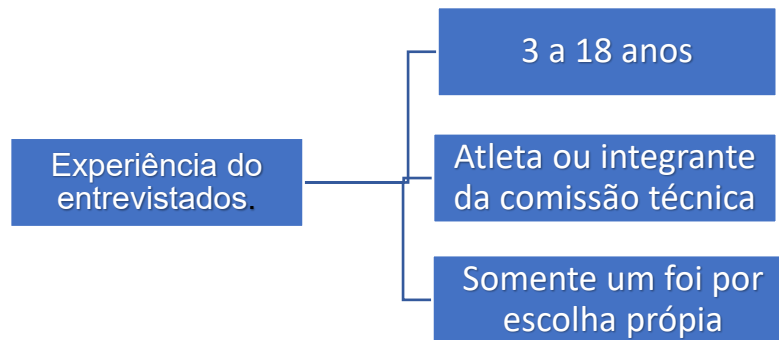 Experiência do
entrevistados.
3 a 18 anos
Atleta ou integrante
da comissão técnica
Somente um foi por
escolha própia